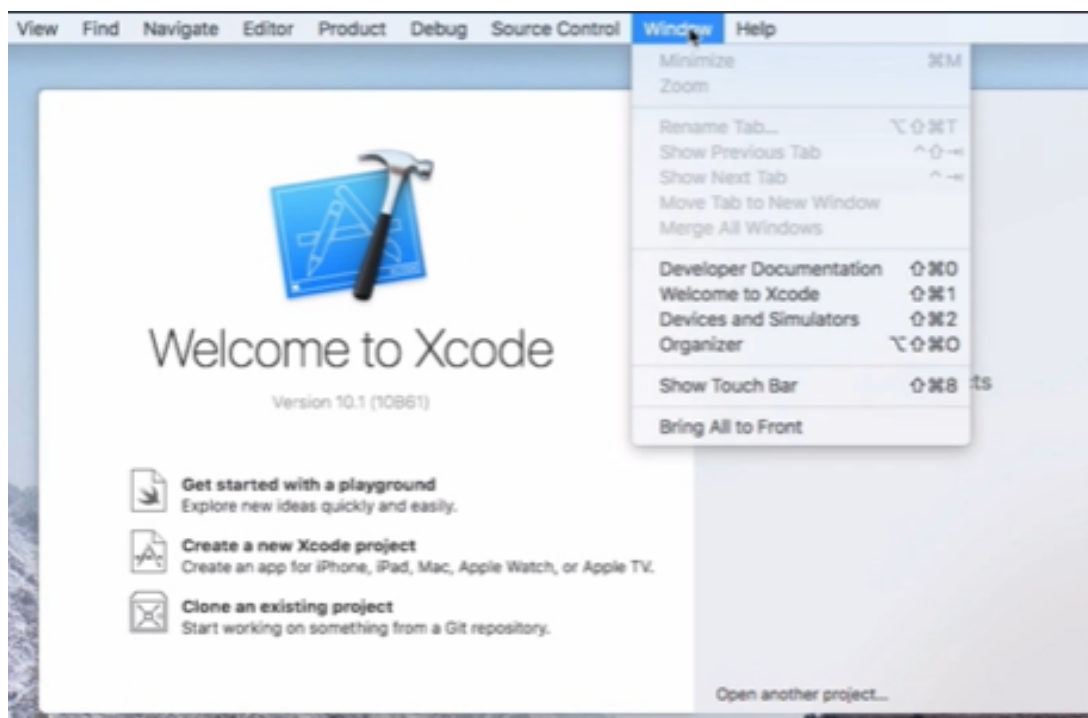 View Find Navigate Editor Product Debug Source Control Window Help
Minimize ⌘M
Zoom
Rename Tab... ⌥⇧⌘T
Show Previous Tab ^⇧⇥
Show Next Tab ^⇥
Move Tab to New Window
Merge All Windows
Developer Documentation ⇧⌘0
Welcome to Xcode ⇧⌘1
Devices and Simulators ⇧⌘2
Organizer ⌥⇧⌘O
Show Touch Bar ⇧⌘8
Bring All to Front
Welcome to Xcode
Version 10.1 (10B61)
Get started with a playground
Explore new ideas quickly and easily.
Create a new Xcode project
Create an app for iPhone, iPad, Mac, Apple Watch, or Apple TV.
Clone an existing project
Start working on something from a Git repository.
cts
Open another project...